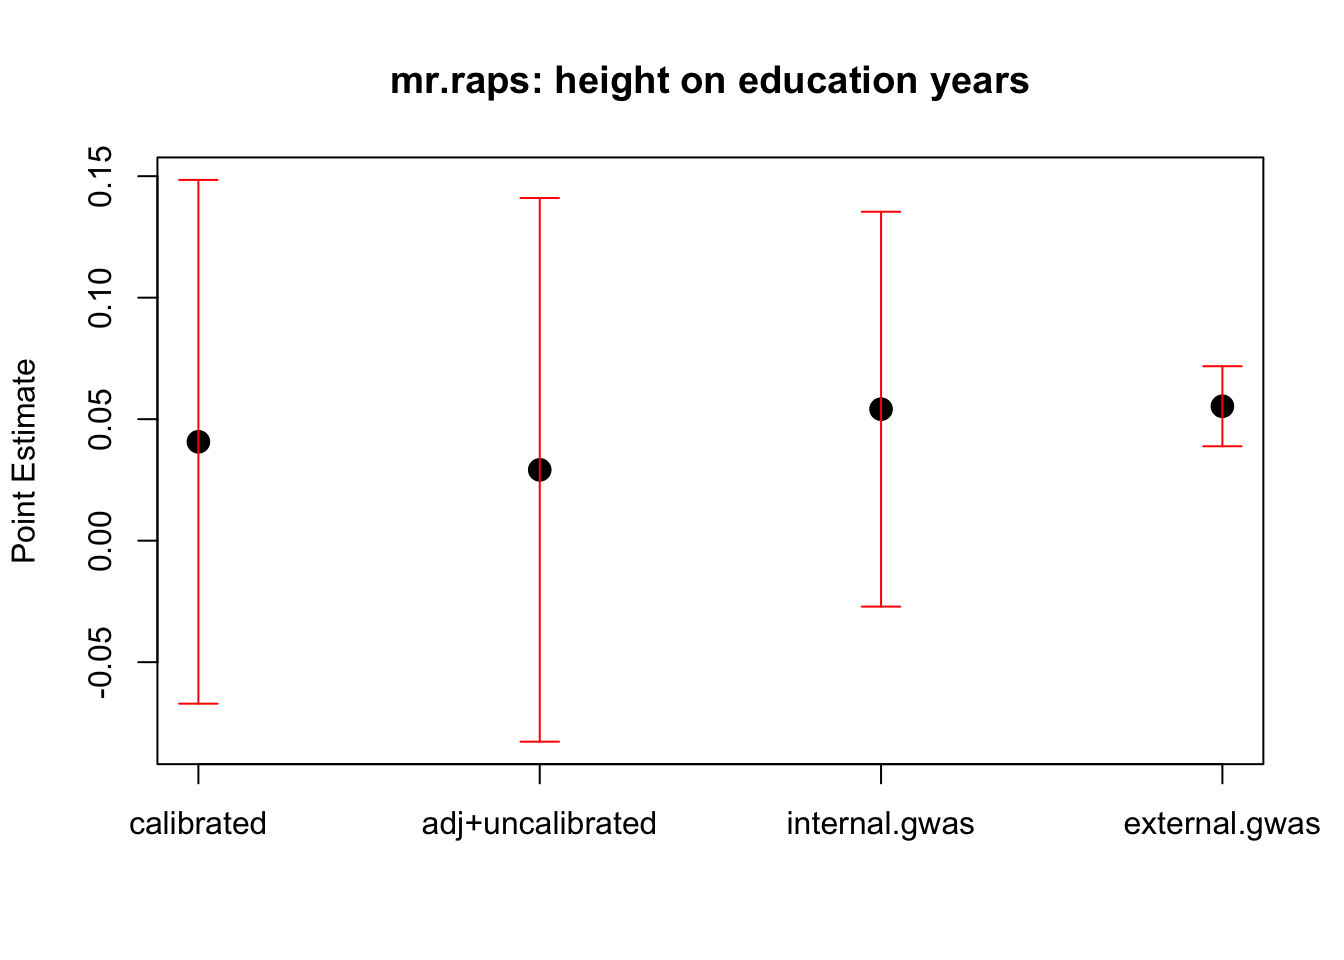 mr.raps: height on education years
Point Estimate
0.15
0.10
0.05
0.00
-0.05
calibrated
adj+uncalibrated
internal.gwas
external.gwas